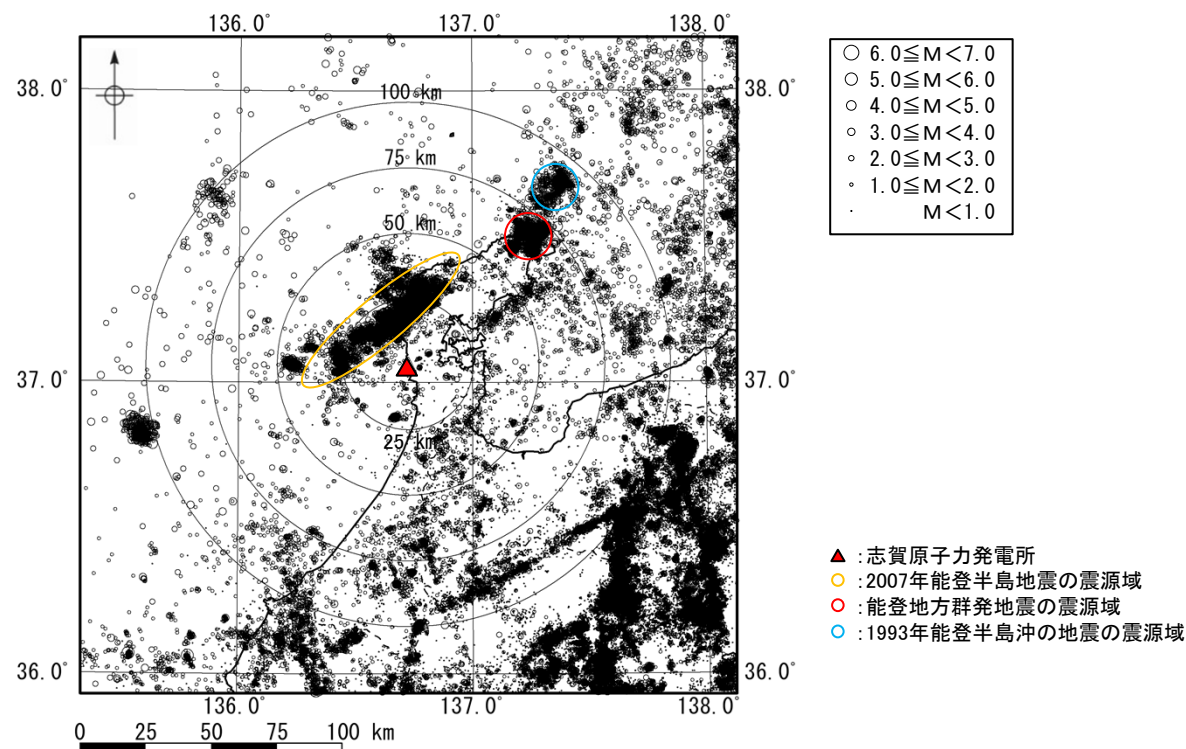 136.0°
137.0°
138.0°
38.0°
38.0°
100 km
75 km
50 km
37.0°
37.0°
25 km
36.0°
36.0°
136.0°
137.0°
138.0°
0 25 50 75 100 km
6.0≦M<7.0
5.0≦M<6.0
4.0≦M<5.0
3.0≦M<4.0
2.0≦M<3.0
1.0≦M<2.0
M<1.0
:志賀原子力発電所
:2007年能登半島地震の震源域
:能登地方群発地震の震源域
:1993年能登半島沖の地震の震源域